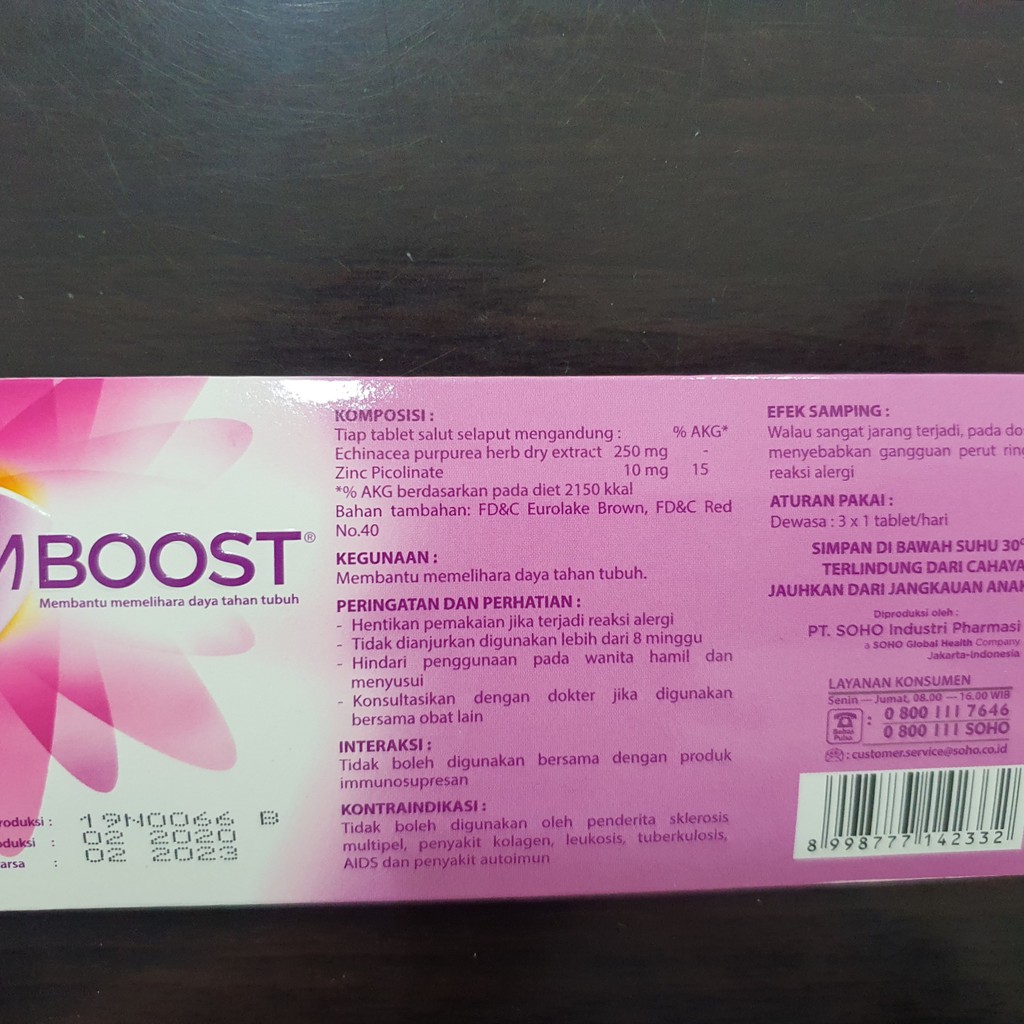 MBOOST®
Membantu memelihara daya tahan tubuh
roduksi : 19N0066 B
oduksi : 02 2020
arsa : 02 2023
KOMPOSISI :
Tiap tablet salut selaput mengandung : % AKG*
Echinacea purpurea herb dry extract 250 mg -
Zinc Picolinate 10 mg 15
*% AKG berdasarkan pada diet 2150 kkal
Bahan tambahan: FD&C Eurolake Brown, FD&C Red
No.40
KEGUNAAN :
Membantu memelihara daya tahan tubuh.
PERINGATAN DAN PERHATIAN :
- Hentikan pemakaian jika terjadi reaksi alergi
- Tidak dianjurkan digunakan lebih dari 8 minggu
- Hindari penggunaan pada wanita hamil dan
menyusui
- Konsultasikan dengan dokter jika digunakan
bersama obat lain
INTERAKSI :
Tidak boleh digunakan bersama dengan produk
immunosupresan
KONTRAINDIKASI :
Tidak boleh digunakan oleh penderita sklerosis
multipel, penyakit kolagen, leukosis, tuberkulosis,
AIDS dan penyakit autoimun
EFEK SAMPING :
Walau sangat jarang terjadi, pada do
menyebabkan gangguan perut rin
reaksi alergi
ATURAN PAKAI :
Dewasa : 3 x 1 tablet/hari
SIMPAN DI BAWAH SUHU 30°
TERLINDUNG DARI CAHAYA
JAUHKAN DARI JANGKAUAN ANA
Diproduksi oleh :
PT. SOHO Industri Pharmasi
a SOHO Global Health Company
Jakarta-Indonesia
LAYANAN KONSUMEN
Senin — Jumat, 08.00 — 16.00 WIB
Bebas Pulsa : 0 800 111 7646
0 800 111 SOHO
: customer.service@soho.co.id
8 998777 142332